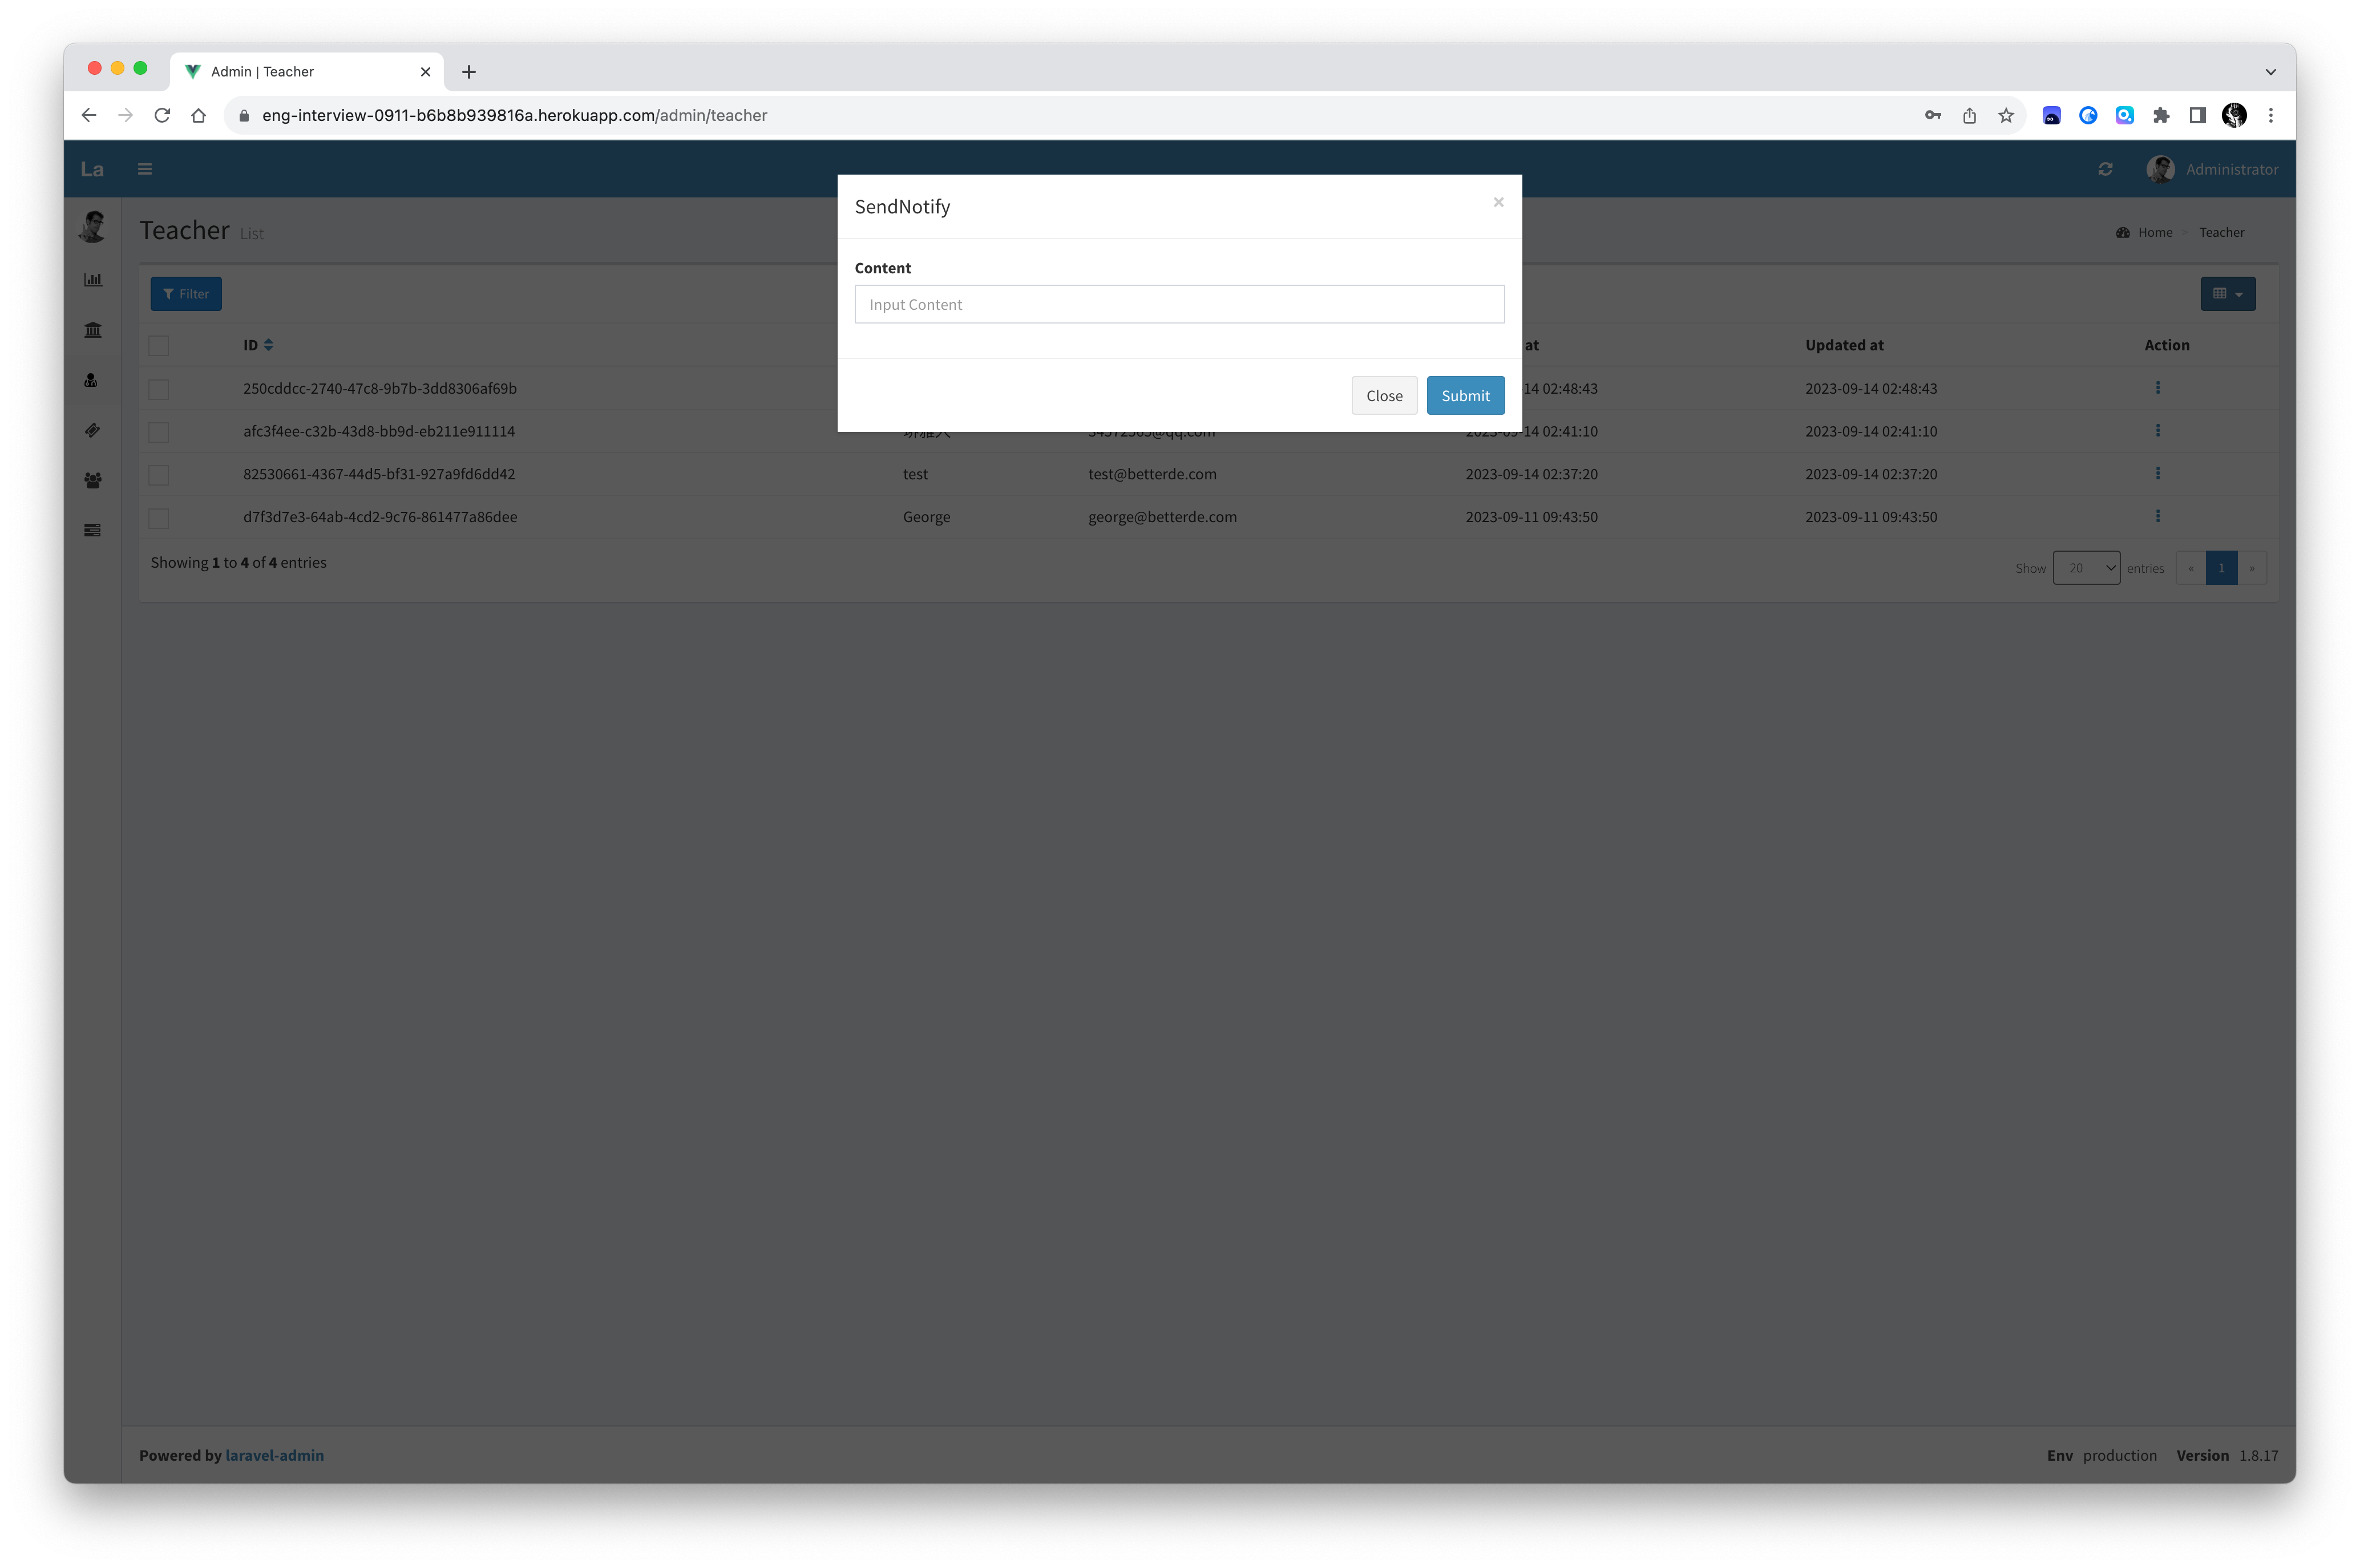 Admin | Teacher
eng-interview-0911-b6b8b939816a.herokuapp.com/admin/teacher
La
Administrator
SendNotify
×
Teacher List
Home
Teacher
Content
Filter
Input Content
ID
at
Updated at
Action
Close
Submit
250cddcc-2740-47c8-9b7b-3dd8306af69b
14 02:48:43
2023-09-14 02:48:43
afc3f4ee-c32b-43d8-bb9d-eb211e911114
2023-09-14 02:41:10
2023-09-14 02:41:10
82530661-4367-44d5-bf31-927a9fd6dd42
test
test@betterde.com
2023-09-14 02:37:20
2023-09-14 02:37:20
d7f3d7e3-64ab-4cd2-9c76-861477a86dee
George
george@betterde.com
2023-09-11 09:43:50
2023-09-11 09:43:50
Showing 1 to 4 of 4 entries
Show 20 entries
« 1 »
Powered by laravel-admin
Env production Version 1.8.17